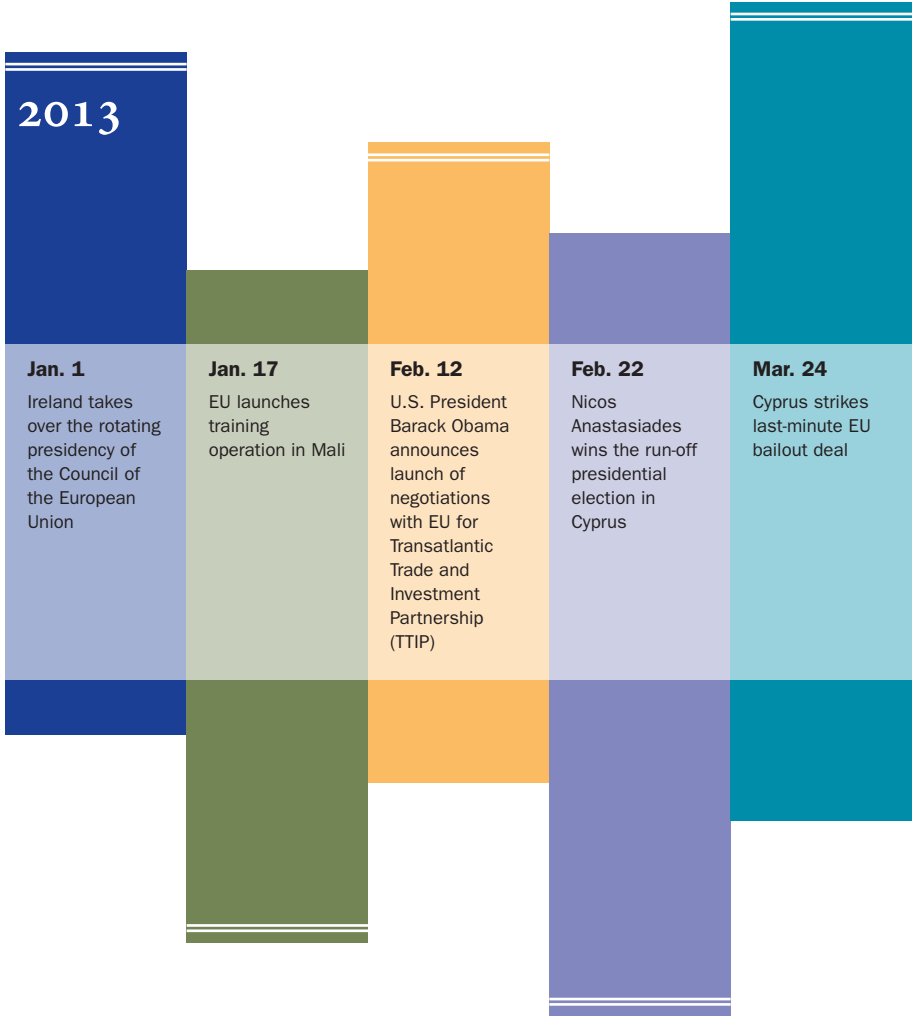 2013
Jan. 1
Ireland takes
over the rotating
presidency of
the Council of
the European
Union
Jan. 17
EU launches
training
operation in Mali
Feb. 12
U.S. President
Barack Obama
announces
launch of
negotiations
with EU for
Transatlantic
Trade and
Investment
Partnership
(TTIP)
Feb. 22
Nicos
Anastasiades
wins the run-off
presidential
election in
Cyprus
Mar. 24
Cyprus strikes
last-minute EU
bailout deal